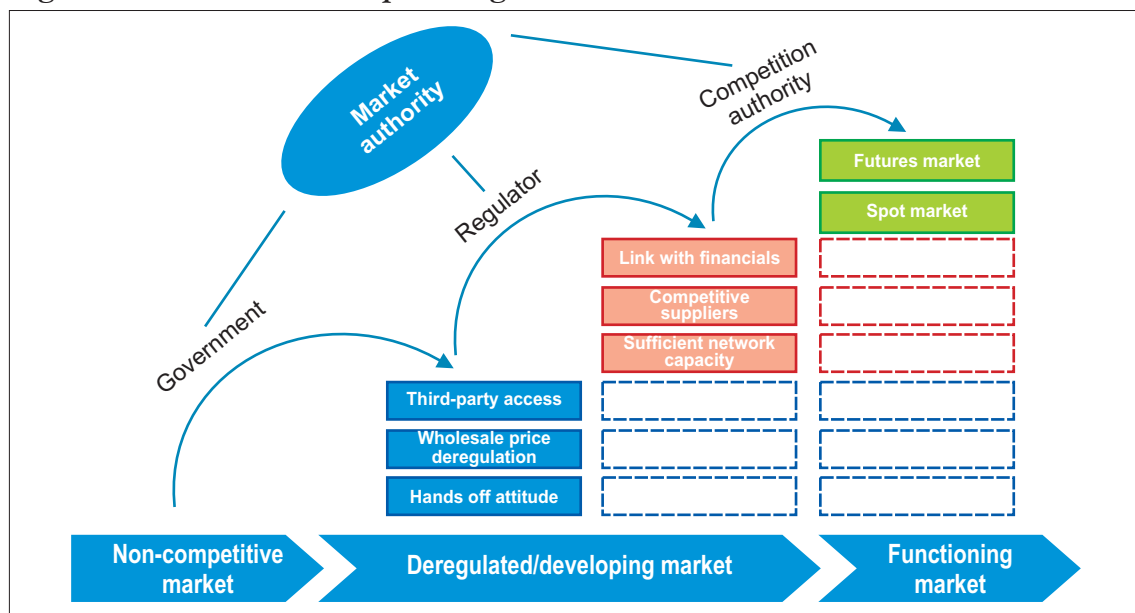 Market
authority
Competition
authority
Regulator
Government
Futures market
Spot market
Link with financials
Competitive
suppliers
Sufficient network
capacity
Third-party access
Wholesale price
deregulation
Hands off attitude
Non-competitive
market
Deregulated/developing market
Functioning
market